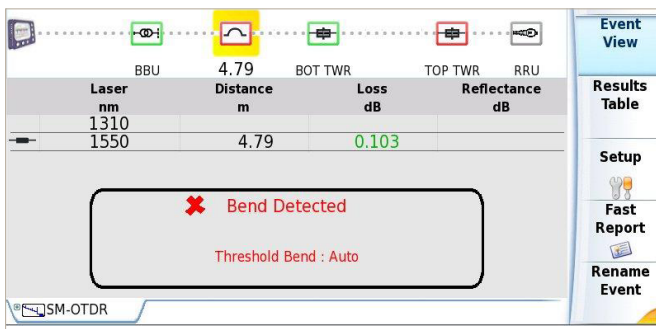 BBU 4.79 BOT TWR TOP TWR RRU
Laser Distance Loss Reflectance
nm m dB dB
1310
1550 4.79 0.103
Bend Detected
Threshold Bend : Auto
SM-OTDR
Event
View
Results
Table
Setup
Fast
Report
Rename
Event